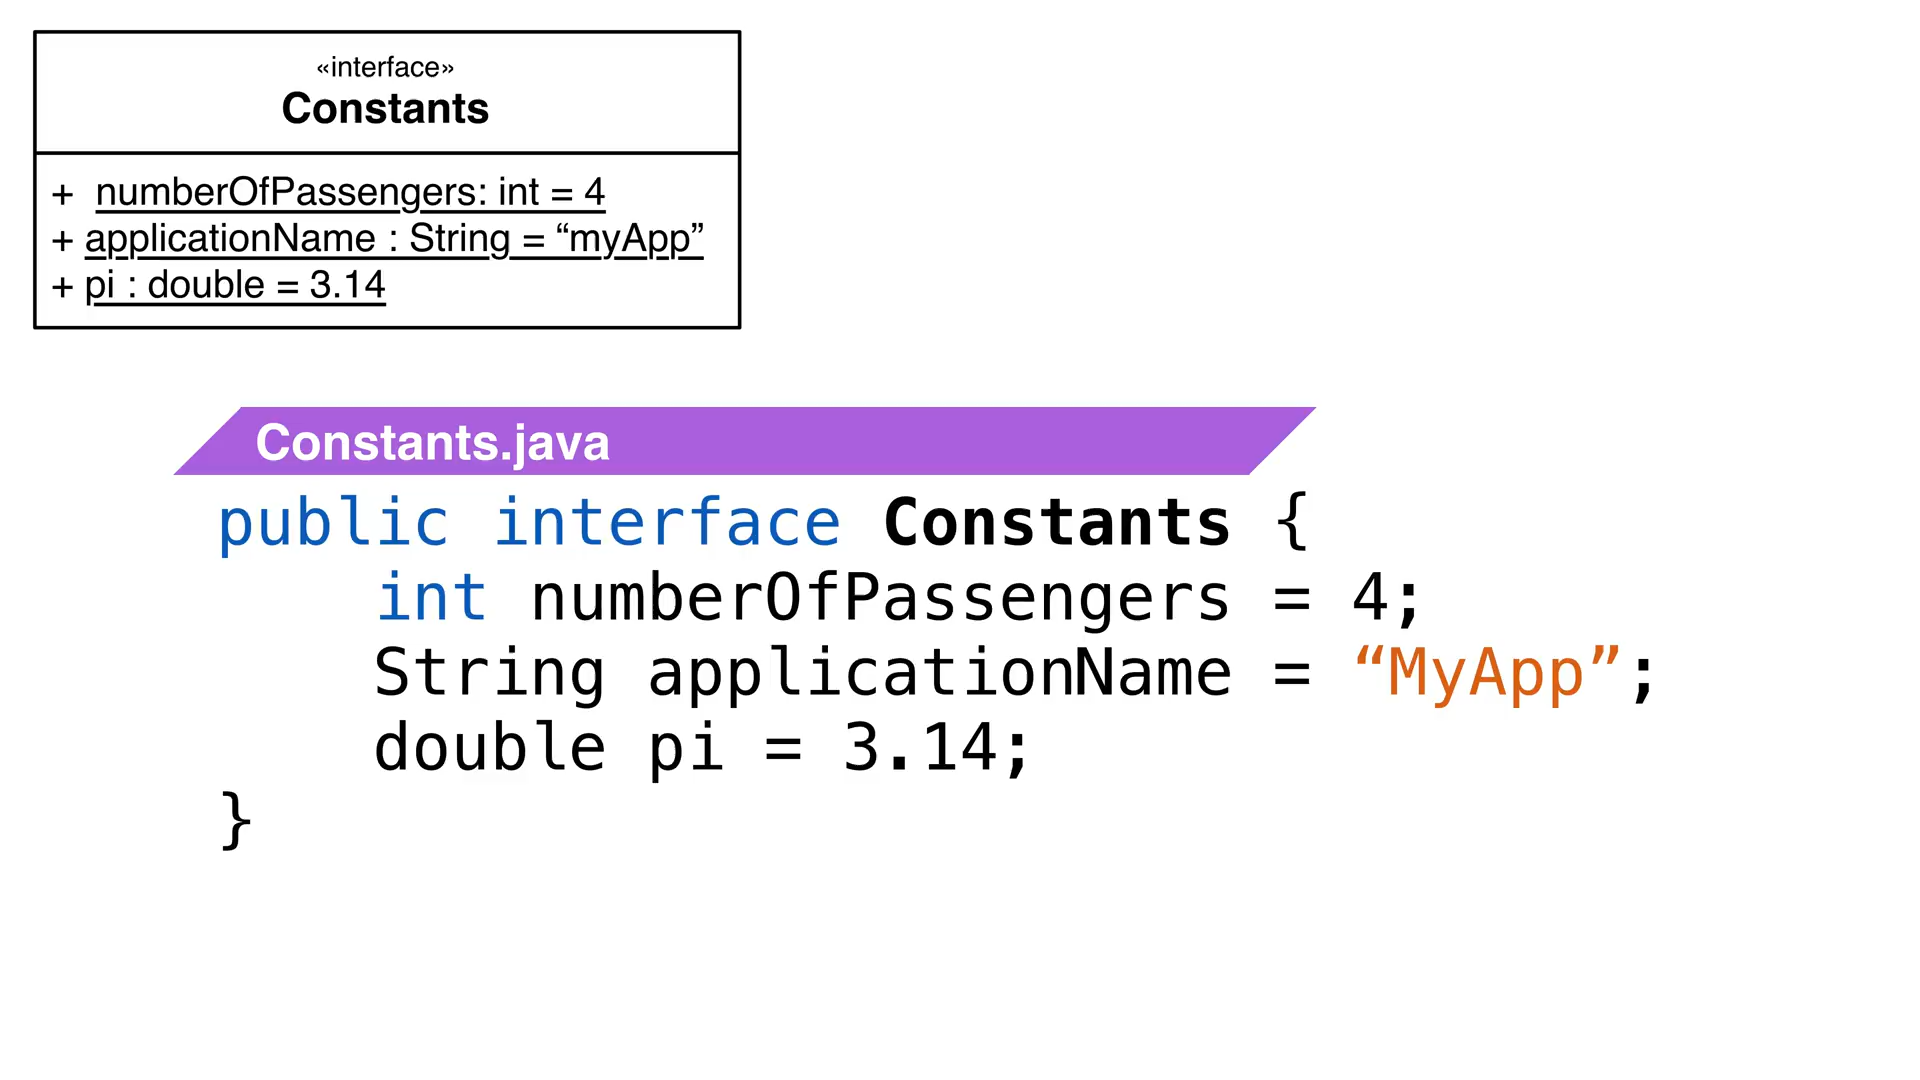 «interface»
Constants
+ numberOfPassengers: int = 4
+ applicationName : String = “myApp”
+ pi : double = 3.14
Constants.java
public interface Constants {
    int numberOfPassengers = 4;
    String applicationName = “MyApp”;
    double pi = 3.14;
}